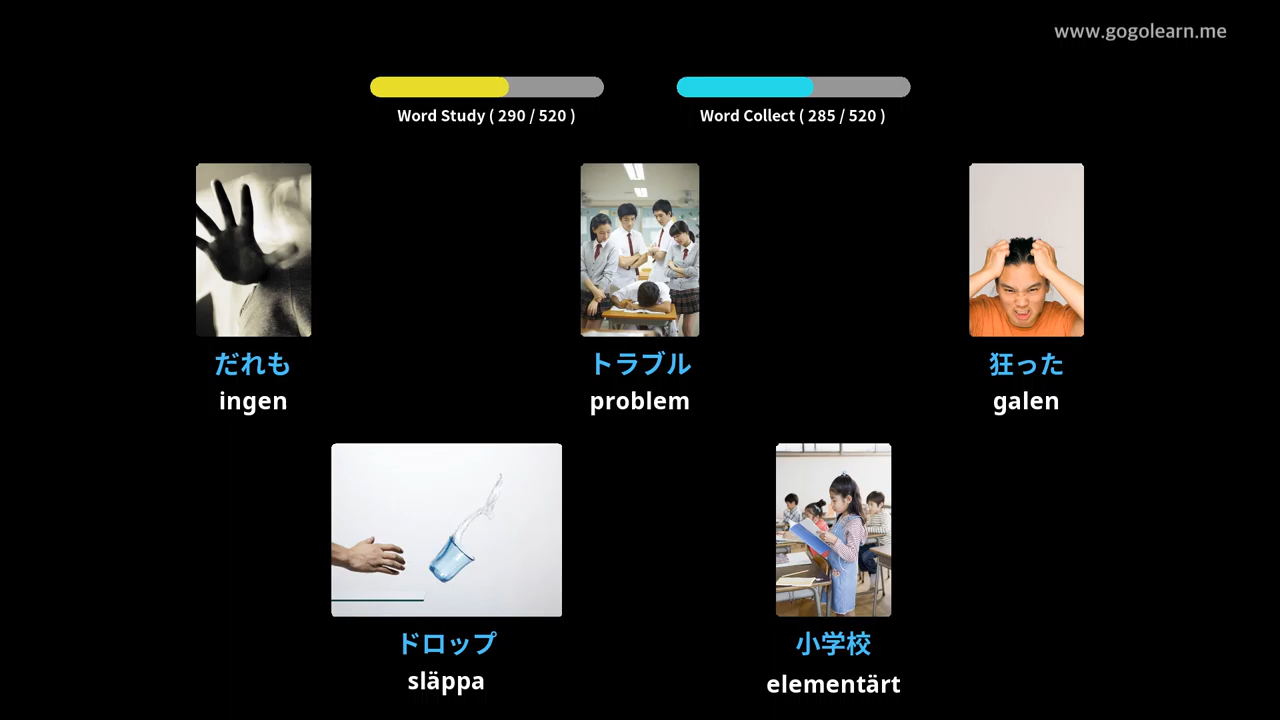 www.gogolearn.me
Word Study ( 290 / 520 )
Word Collect ( 285 / 520 )
だれも
ingen
トラブル
problem
狂った
galen
ドロップ
släppa
小学校
elementärt